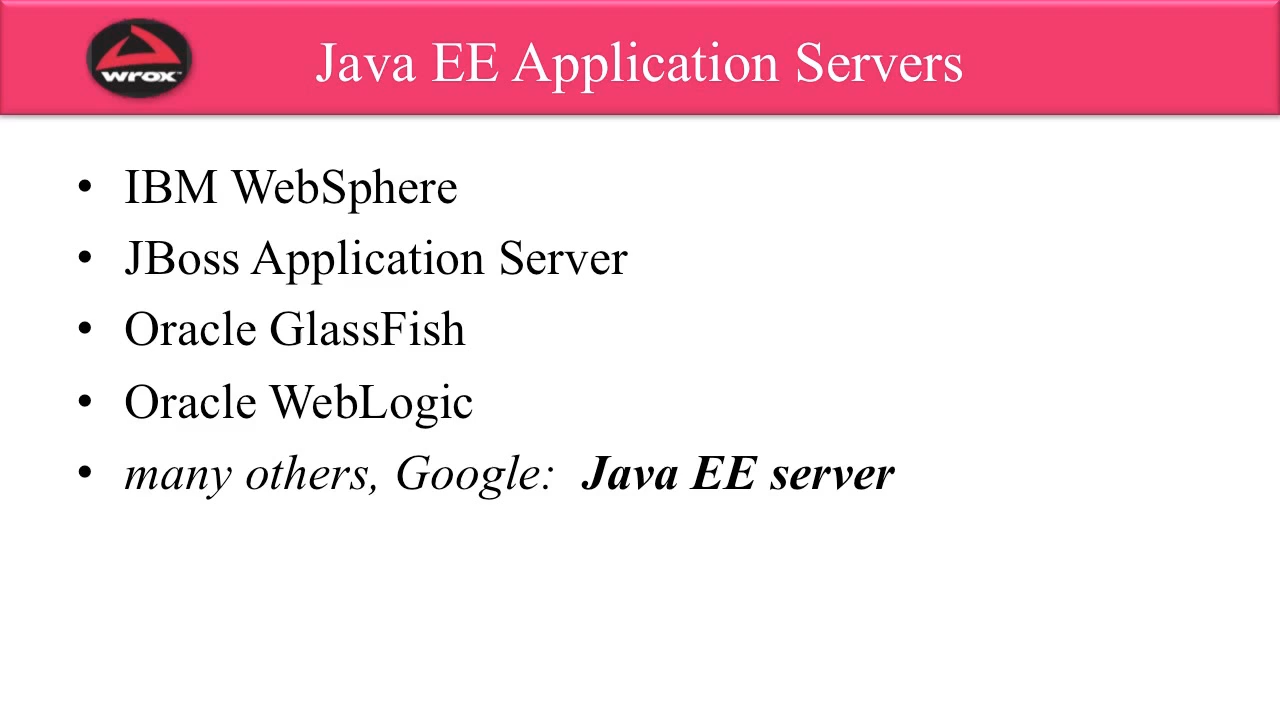 wrox™
Java EE Application Servers
• IBM WebSphere
• JBoss Application Server
• Oracle GlassFish
• Oracle WebLogic
• many others, Google: Java EE server